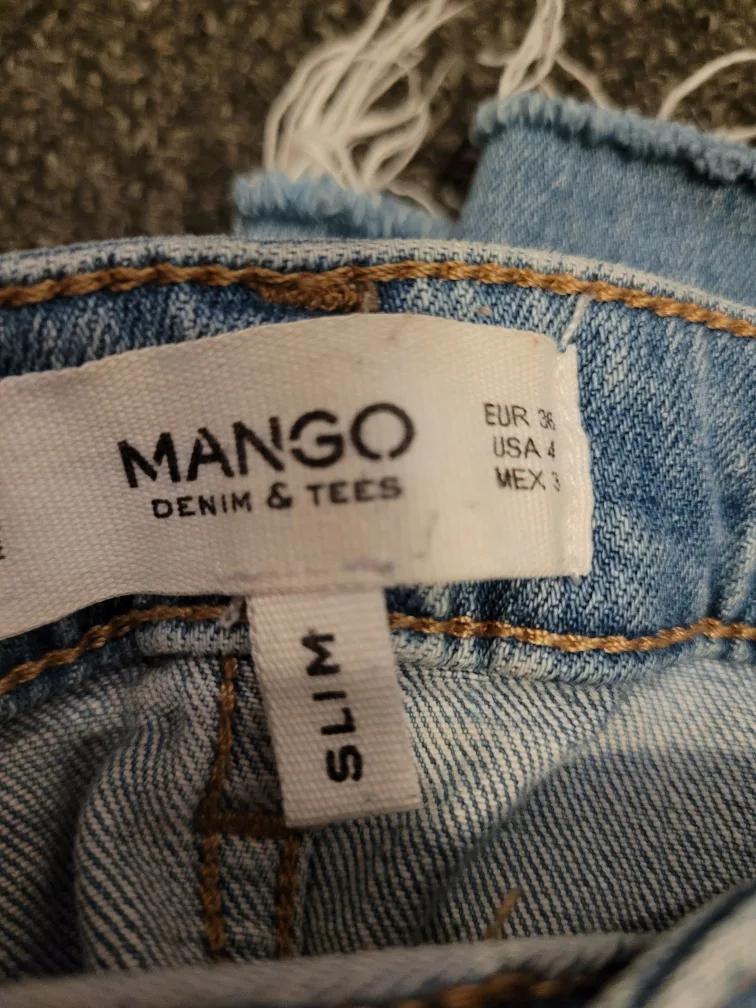 MANGO
DENIM & TEES
EUR 36
USA 4
MEX 3
SLIM